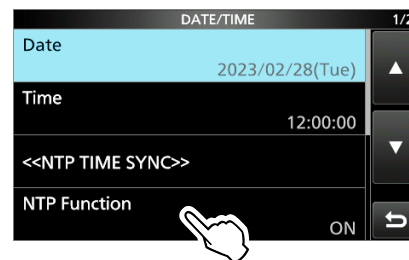 DATE/TIME
1/2
Date
2023/02/28(Tue)
Time
12:00:00
<<NTP TIME SYNC>>
NTP Function
ON